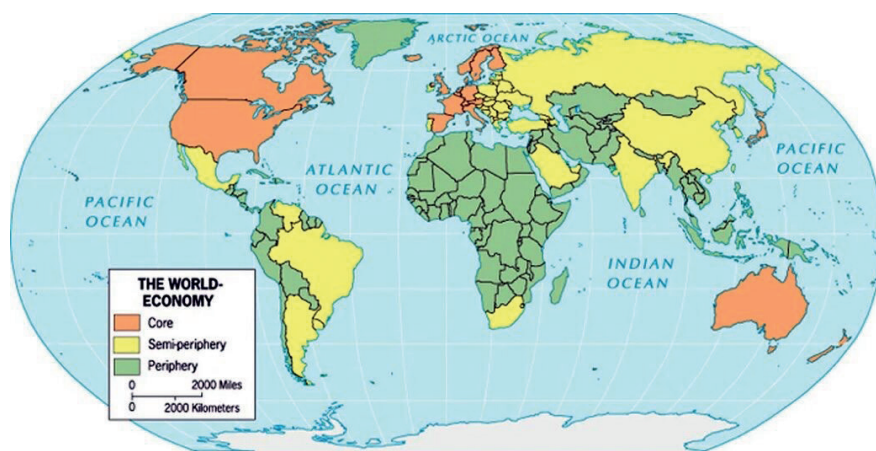 ARCTIC OCEAN
ATLANTIC
OCEAN
PACIFIC
OCEAN
PACIFIC
OCEAN
INDIAN
OCEAN
THE WORLD-
ECONOMY
Core
Semi-periphery
Periphery
0 2000 Miles
0 2000 Kilometers